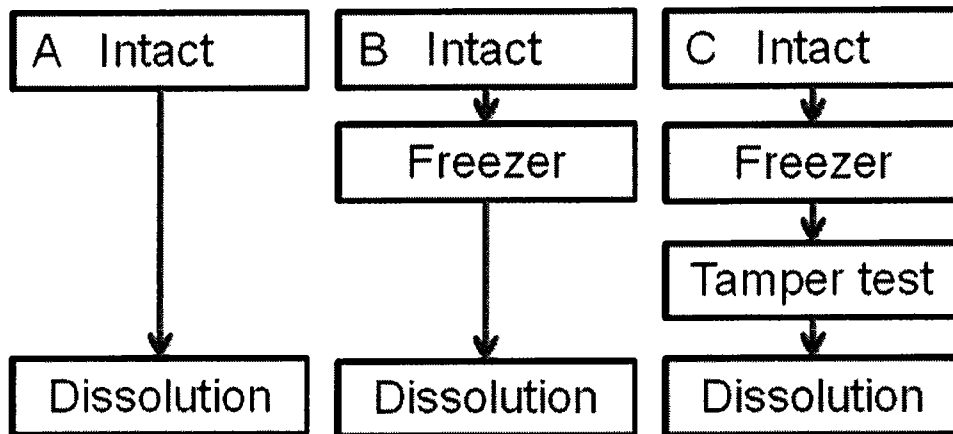 A Intact
Dissolution
B Intact
Freezer
Dissolution
C Intact
Freezer
Tamper test
Dissolution